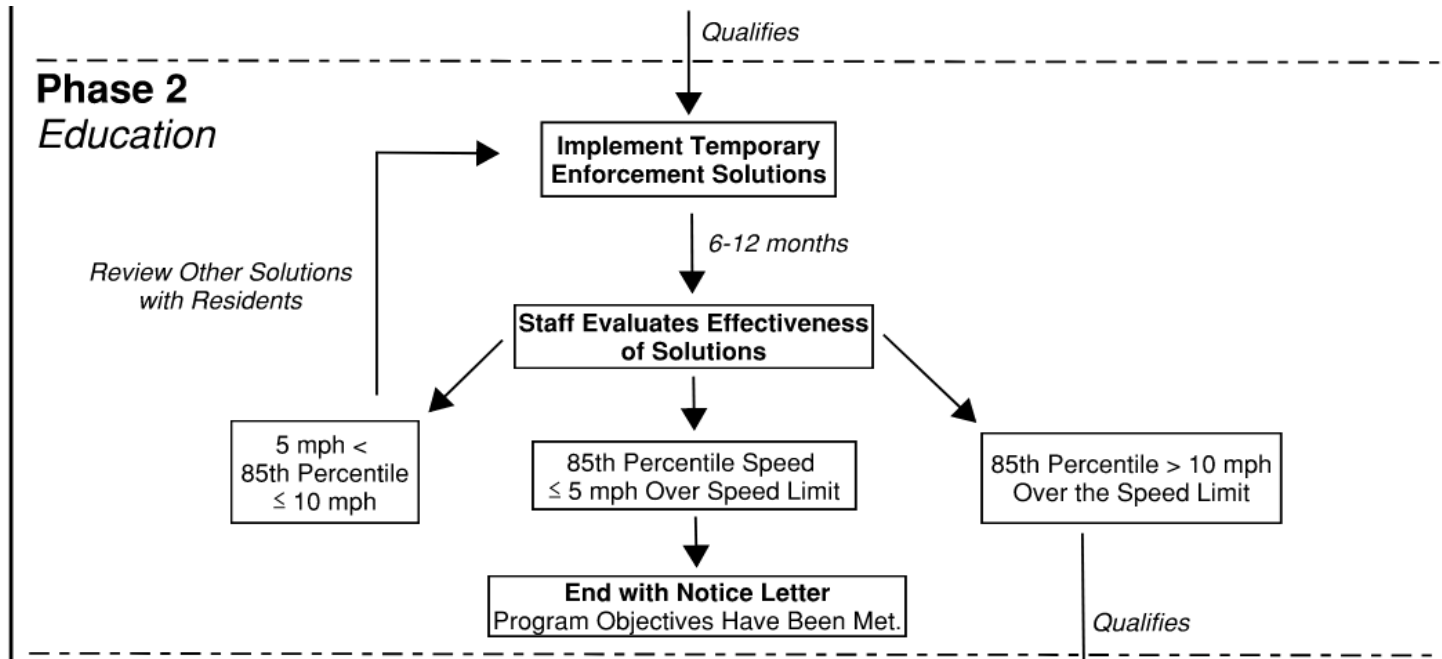 Qualifies
Phase 2
Education
Implement Temporary
Enforcement Solutions
6-12 months
Review Other Solutions
with Residents
Staff Evaluates Effectiveness
of Solutions
5 mph <
85th Percentile
≤ 10 mph
85th Percentile Speed
≤ 5 mph Over Speed Limit
85th Percentile > 10 mph
Over the Speed Limit
End with Notice Letter
Program Objectives Have Been Met.
Qualifies